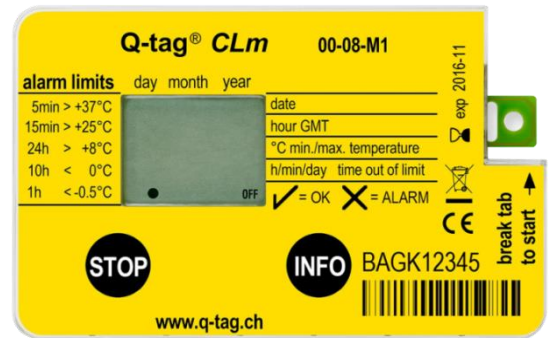 Q-tag® CLm 00-08-M1
alarm limits
day month year
5min > +37°C
15min > +25°C
24h > +8°C
10h < 0°C
1h < -0.5°C
OFF
date
hour GMT
°C min./max. temperature
h/min/day time out of limit
✓ = OK ✗ = ALARM
exp 2016-11
CE
break tab
to start →
STOP
INFO
BAGK12345
www.q-tag.ch